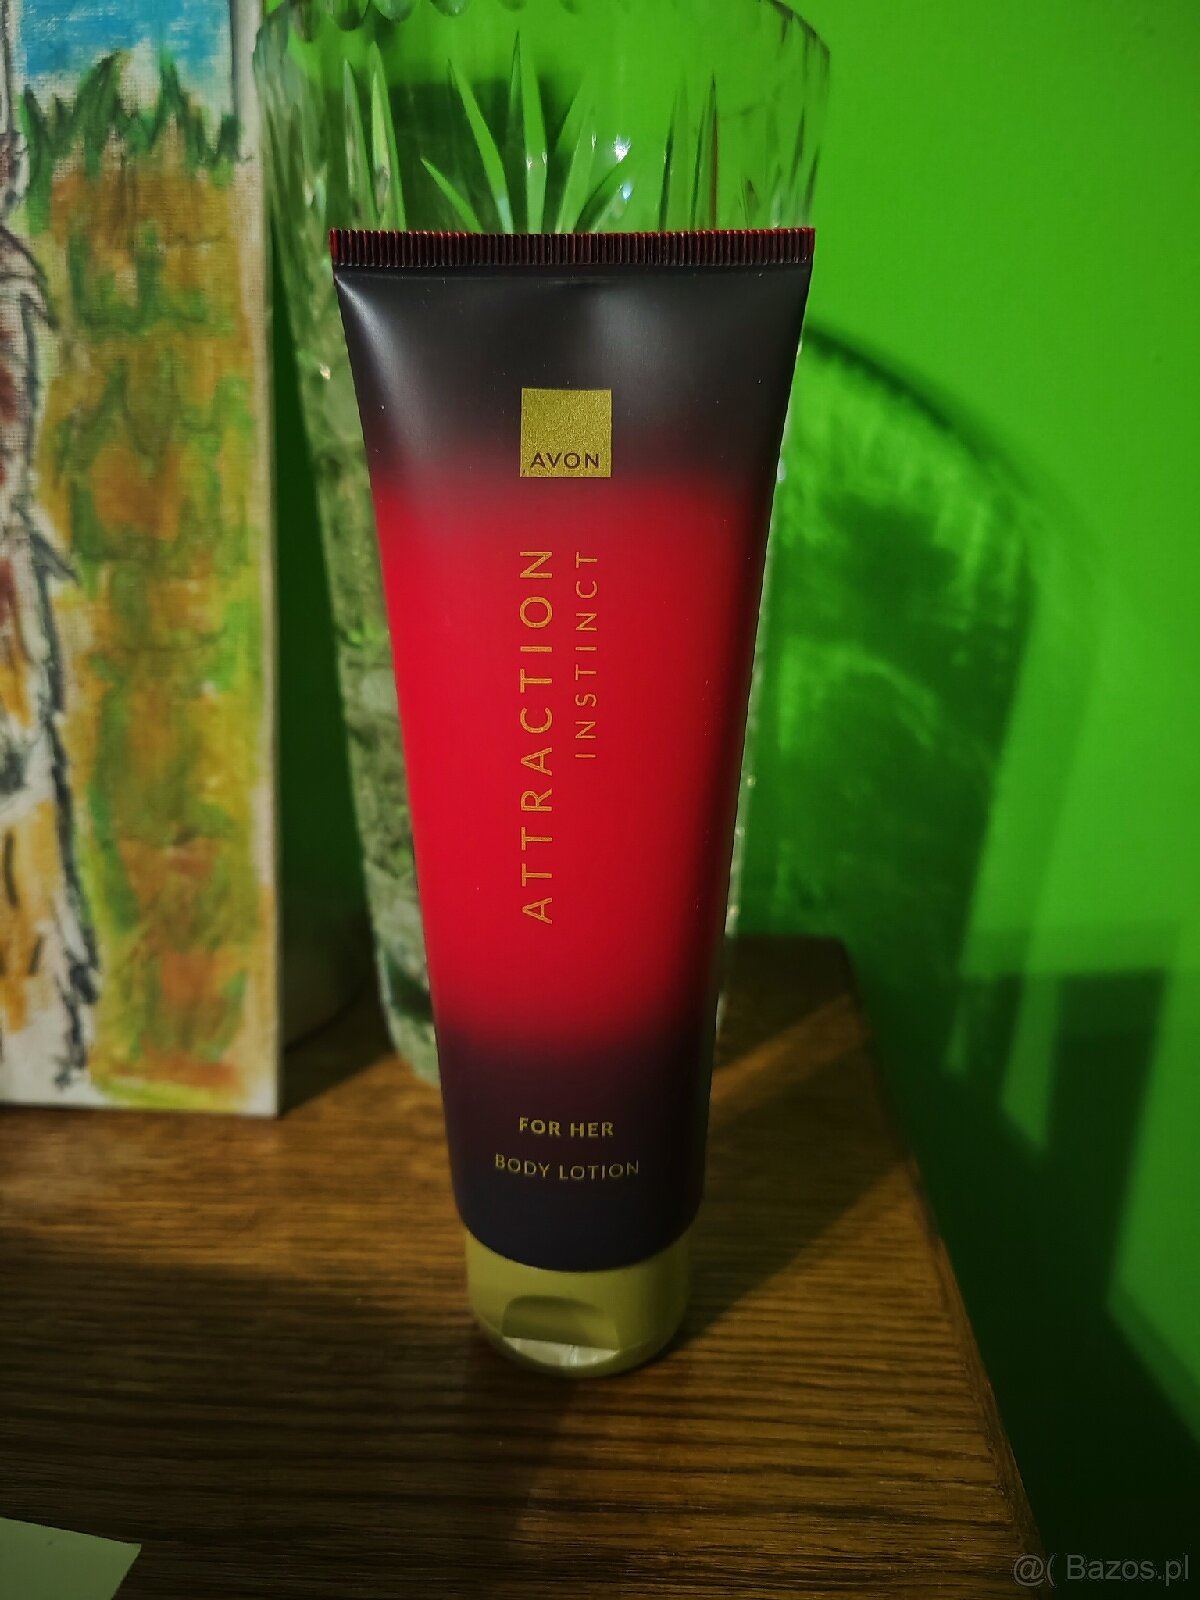 AVON
ATTRACTION
INSTINCT
FOR HER
BODY LOTION
@( Bazos.pl